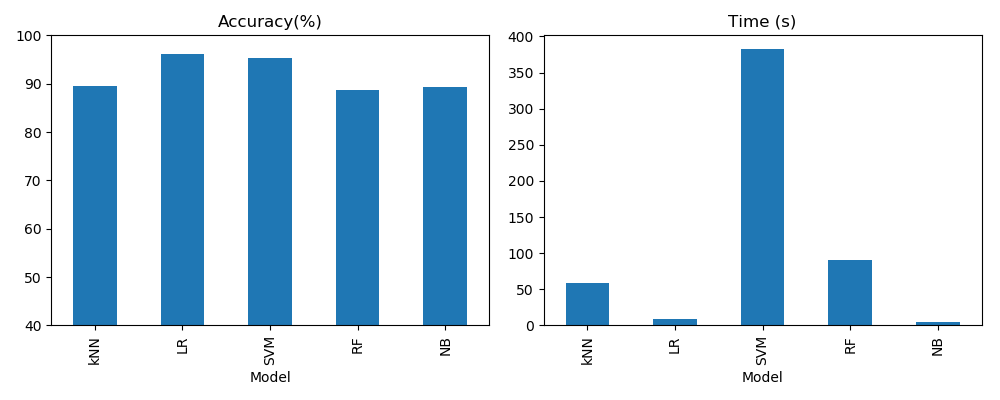 Accuracy(%)
100
90
80
70
60
50
40
kNN
LR
SVM
RF
NB
Model
Time (s)
400
350
300
250
200
150
100
50
0
kNN
LR
SVM
RF
NB
Model